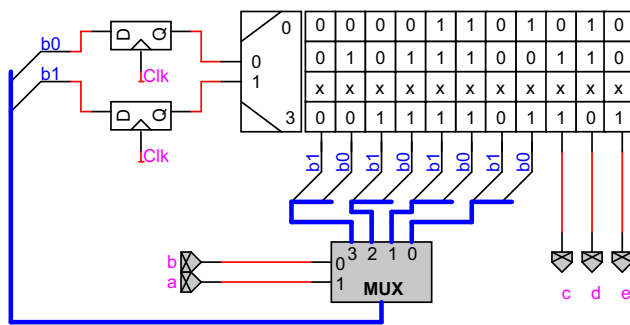 b0 D Q 0 0 0 0 0 1 1 0 1 0 1 0
0 0 1 0 1 1 1 0 0 1 1 0
b1 Clk 1 x x x x x x x x x x x
D Q 3 0 0 1 1 1 1 0 1 1 0 1
Clk b1 b0 b1 b0 b1 b0 b1 b0
3 2 1 0
b 0
a 1 MUX
c d e